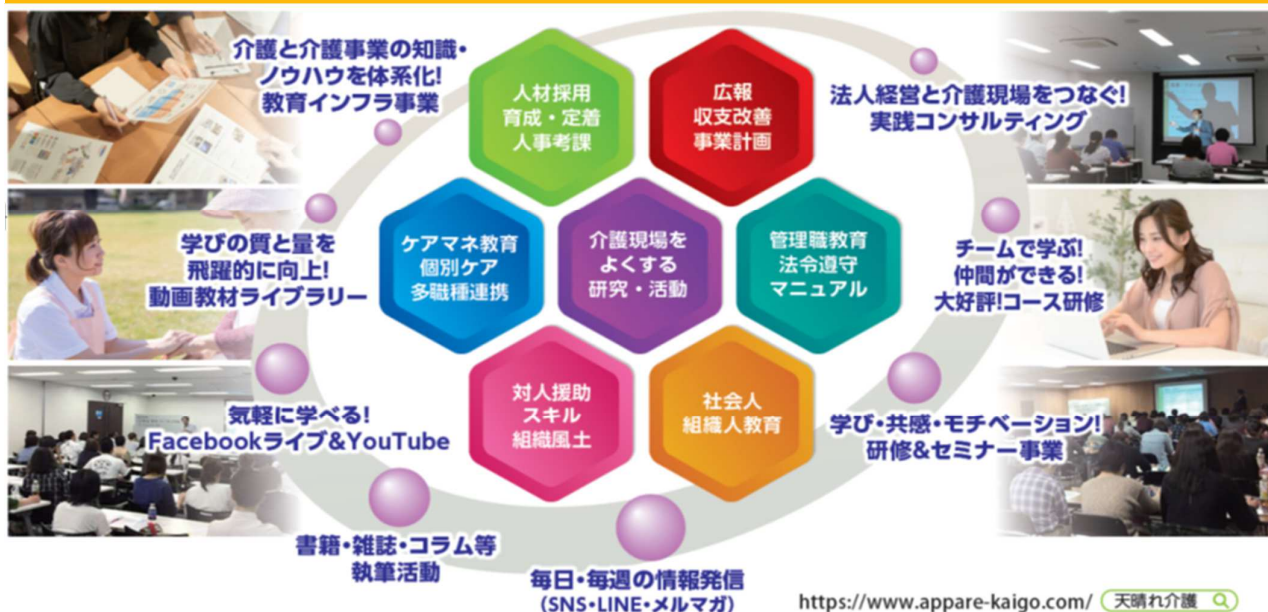 介護と介護事業の知識・
ノウハウを体系化!
教育インフラ事業
人材採用
育成・定着
人事考課
広報
収支改善
事業計画
法人経営と介護現場をつなぐ!
実践コンサルティング
学びの質と量を
飛躍的に向上!
動画教材ライブラリー
ケアマネ教育
個別ケア
多職種連携
介護現場を
よくする
研究・活動
管理職教育
法令遵守
マニュアル
チームで学ぶ!
仲間ができる!
大好評!コース研修
気軽に学べる!
Facebookライブ&YouTube
対人援助
スキル
組織風土
社会人
組織人教育
学び・共感・モチベーション!
研修&セミナー事業
書籍・雑誌・コラム等
執筆活動
毎日・毎週の情報発信
(SNS・LINE・メルマガ)
https://www.appare-kaigo.com/ 天晴れ介護